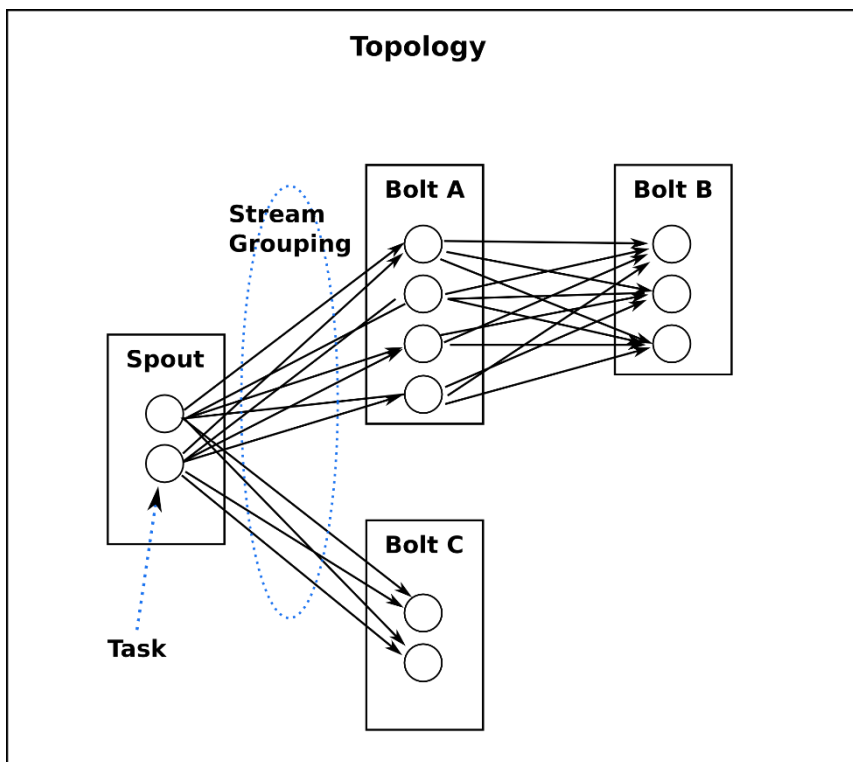 Topology
Stream
Grouping
Bolt A
Bolt B
Spout
Bolt C
Task